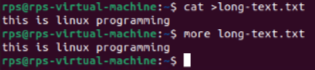 rps@rps-virtual-machine:~$ cat >long-text.txt
this is linux programming
rps@rps-virtual-machine:~$ more long-text.txt
this is linux programming
rps@rps-virtual-machine:~$